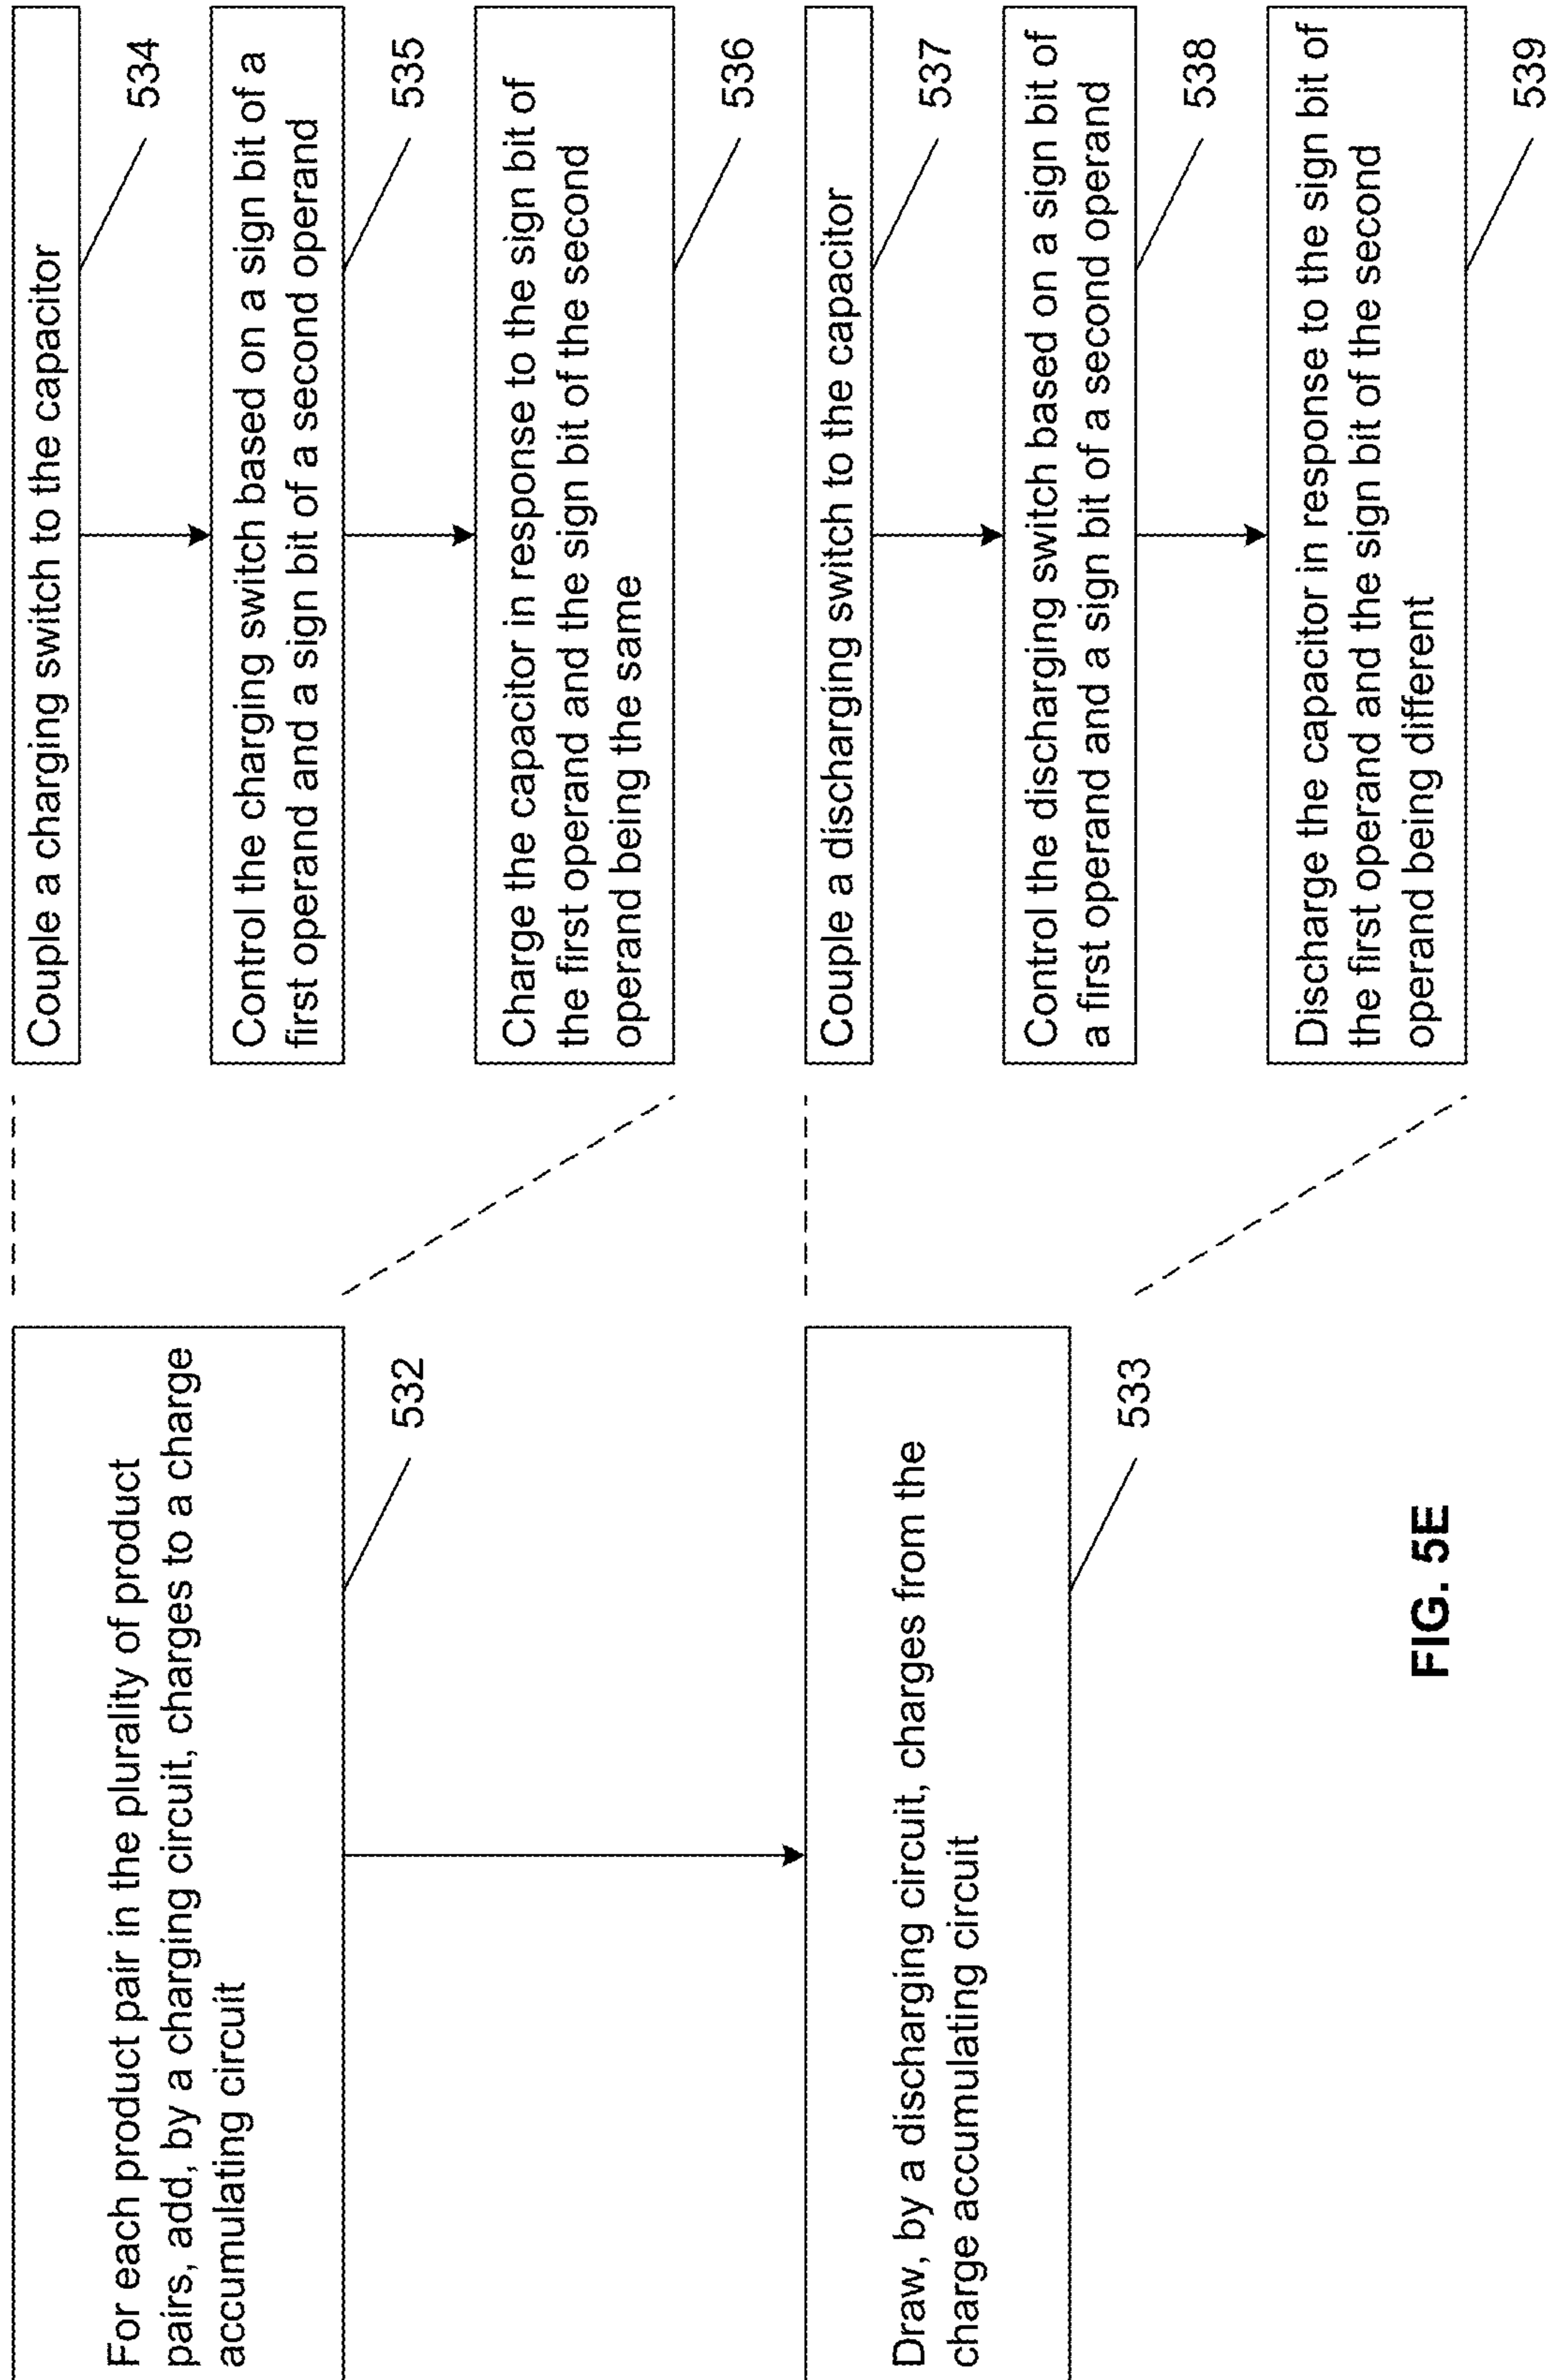 For each product pair in the plurality of product
pairs, add, by a charging circuit, charges to a charge
accumulating circuit
532
Draw, by a discharging circuit, charges from the
charge accumulating circuit
533
Couple a charging switch to the capacitor
534
Control the charging switch based on a sign bit of a
first operand and a sign bit of a second operand
535
Charge the capacitor in response to the sign bit of
the first operand and the sign bit of the second
operand being the same
536
Couple a discharging switch to the capacitor
537
Control the discharging switch based on a sign bit of
a first operand and a sign bit of a second operand
538
Discharge the capacitor in response to the sign bit of
the first operand and the sign bit of the second
operand being different
539
FIG. 5E